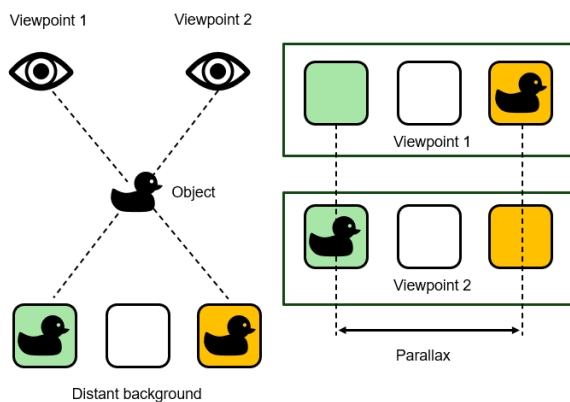 Viewpoint 1
Viewpoint 2
Object
Distant background
Viewpoint 1
Viewpoint 2
Parallax